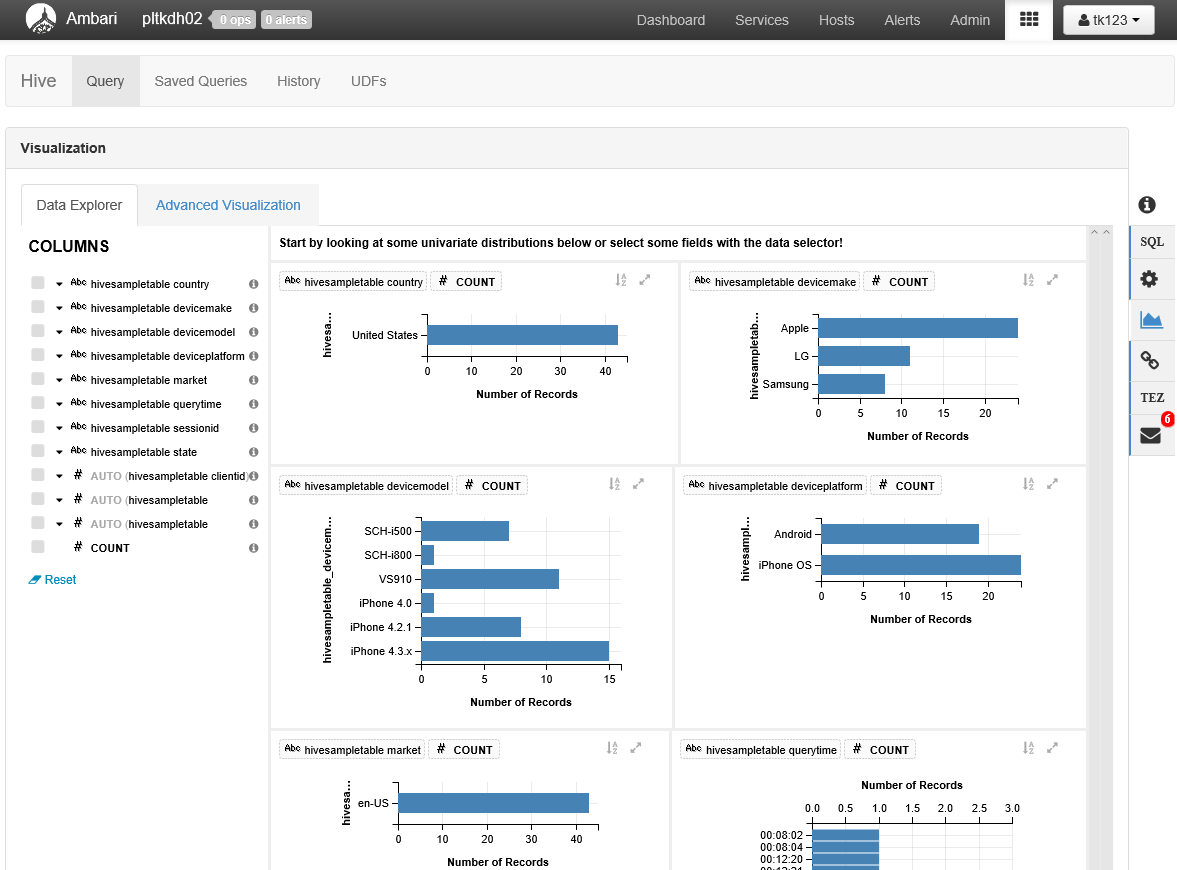 Ambari pltkdh02 0 ops 0 alerts Dashboard Services Hosts Alerts Admin tk123
Hive Query Saved Queries History UDFs
Visualization
Data Explorer Advanced Visualization
COLUMNS
Abc hivesampletable country
Abc hivesampletable devicemake
Abc hivesampletable devicemodel
Abc hivesampletable deviceplatform
Abc hivesampletable market
Abc hivesampletable querytime
Abc hivesampletable sessionid
Abc hivesampletable state
# AUTO (hivesampletable clientid
# AUTO (hivesampletable
# AUTO (hivesampletable
# COUNT
Reset
Start by looking at some univariate distributions below or select some fields with the data selector!
Abc hivesampletable country # COUNT
hivesa...
United States
0 10 20 30 40
Number of Records
Abc hivesampletable devicemake # COUNT
hivesampletab...
Apple
LG
Samsung
0 5 10 15 20
Number of Records
Abc hivesampletable devicemodel # COUNT
hivesampletable_devicem...
SCH-i500
SCH-i800
VS910
iPhone 4.0
iPhone 4.2.1
iPhone 4.3.x
0 5 10 15
Number of Records
Abc hivesampletable deviceplatform # COUNT
hivesampl...
Android
iPhone OS
0 5 10 15 20
Number of Records
Abc hivesampletable market # COUNT
hivesa...
en-US
0 10 20 30 40
Number of Records
Abc hivesampletable querytime # COUNT
Number of Records
0.0 0.5 1.0 1.5 2.0 2.5 3.0
00:08:02
00:08:04
00:12:20
SQL
TEZ
6